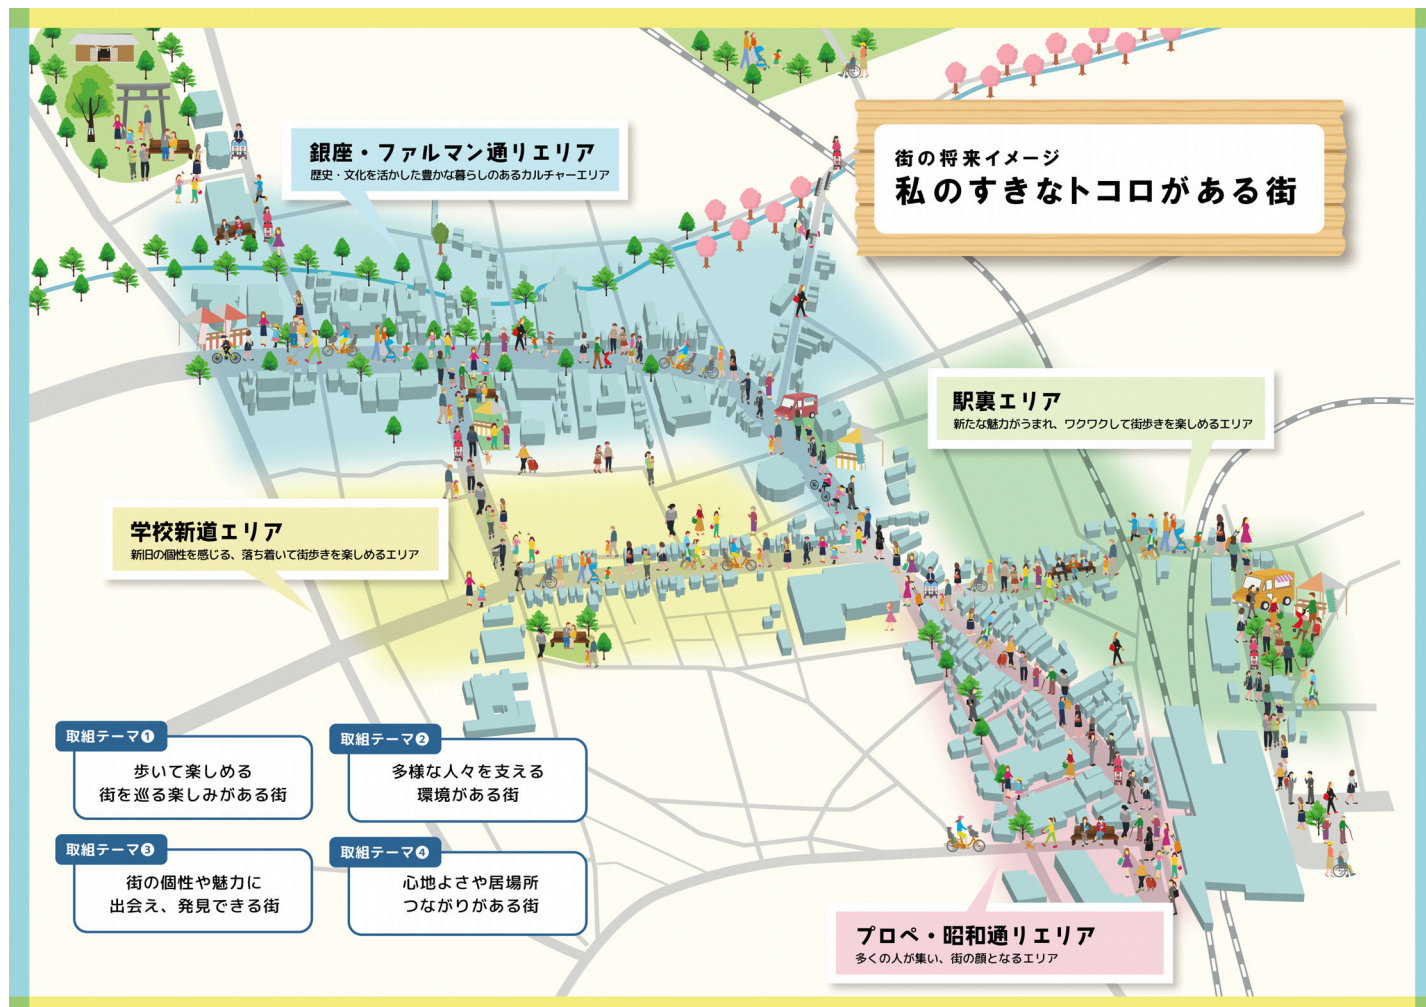 街の将来イメージ
私のすきなトコロがある街
銀座・ファルマン通りエリア
歴史・文化を活かした豊かな暮らしのあるカルチャーエリア
駅裏エリア
新たな魅力がうまれ、ワクワクして街歩きを楽しめるエリア
学校新道エリア
新旧の個性を感じる、落ち着いて街歩きを楽しめるエリア
取組テーマ❶
歩いて楽しめる
街を巡る楽しみがある街
取組テーマ❷
多様な人々を支える
環境がある街
取組テーマ❸
街の個性や魅力に
出会え、発見できる街
取組テーマ❹
心地よさや居場所
つながりがある街
プロペ・昭和通りエリア
多くの人が集い、街の顔となるエリア